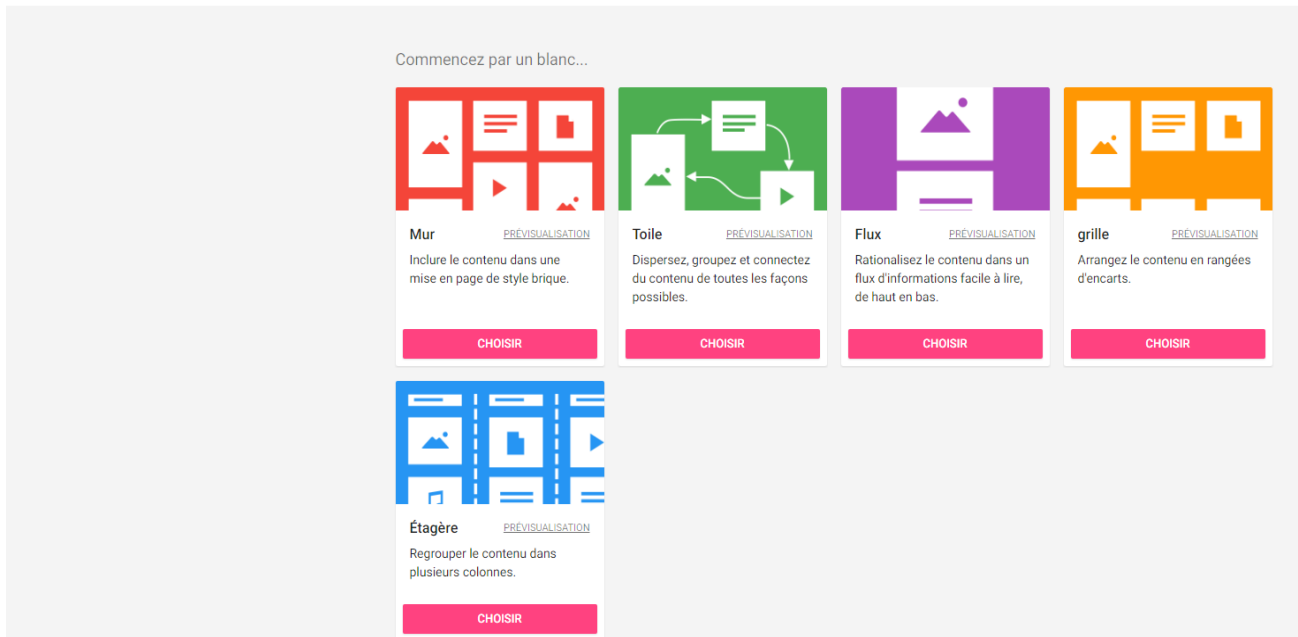 Commencez par un blanc...
Mur PRÉVISUALISATION
Inclure le contenu dans une
mise en page de style brique.
CHOISIR
Toile PRÉVISUALISATION
Dispersez, groupez et connectez
du contenu de toutes les façons
possibles.
CHOISIR
Flux PRÉVISUALISATION
Rationalisez le contenu dans un
flux d'informations facile à lire,
de haut en bas.
CHOISIR
grille PRÉVISUALISATION
Arrangez le contenu en rangées
d'encarts.
CHOISIR
Étagère PRÉVISUALISATION
Regrouper le contenu dans
plusieurs colonnes.
CHOISIR